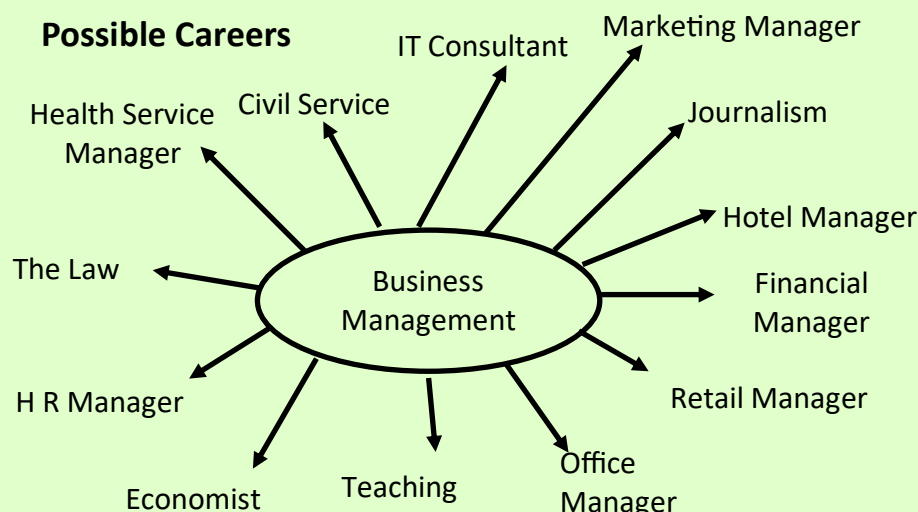 Possible Careers
IT Consultant
Marketing Manager
Health Service
Manager
Civil Service
Journalism
Hotel Manager
The Law
Business
Management
Financial
Manager
H R Manager
Retail Manager
Economist
Teaching
Office
Manager